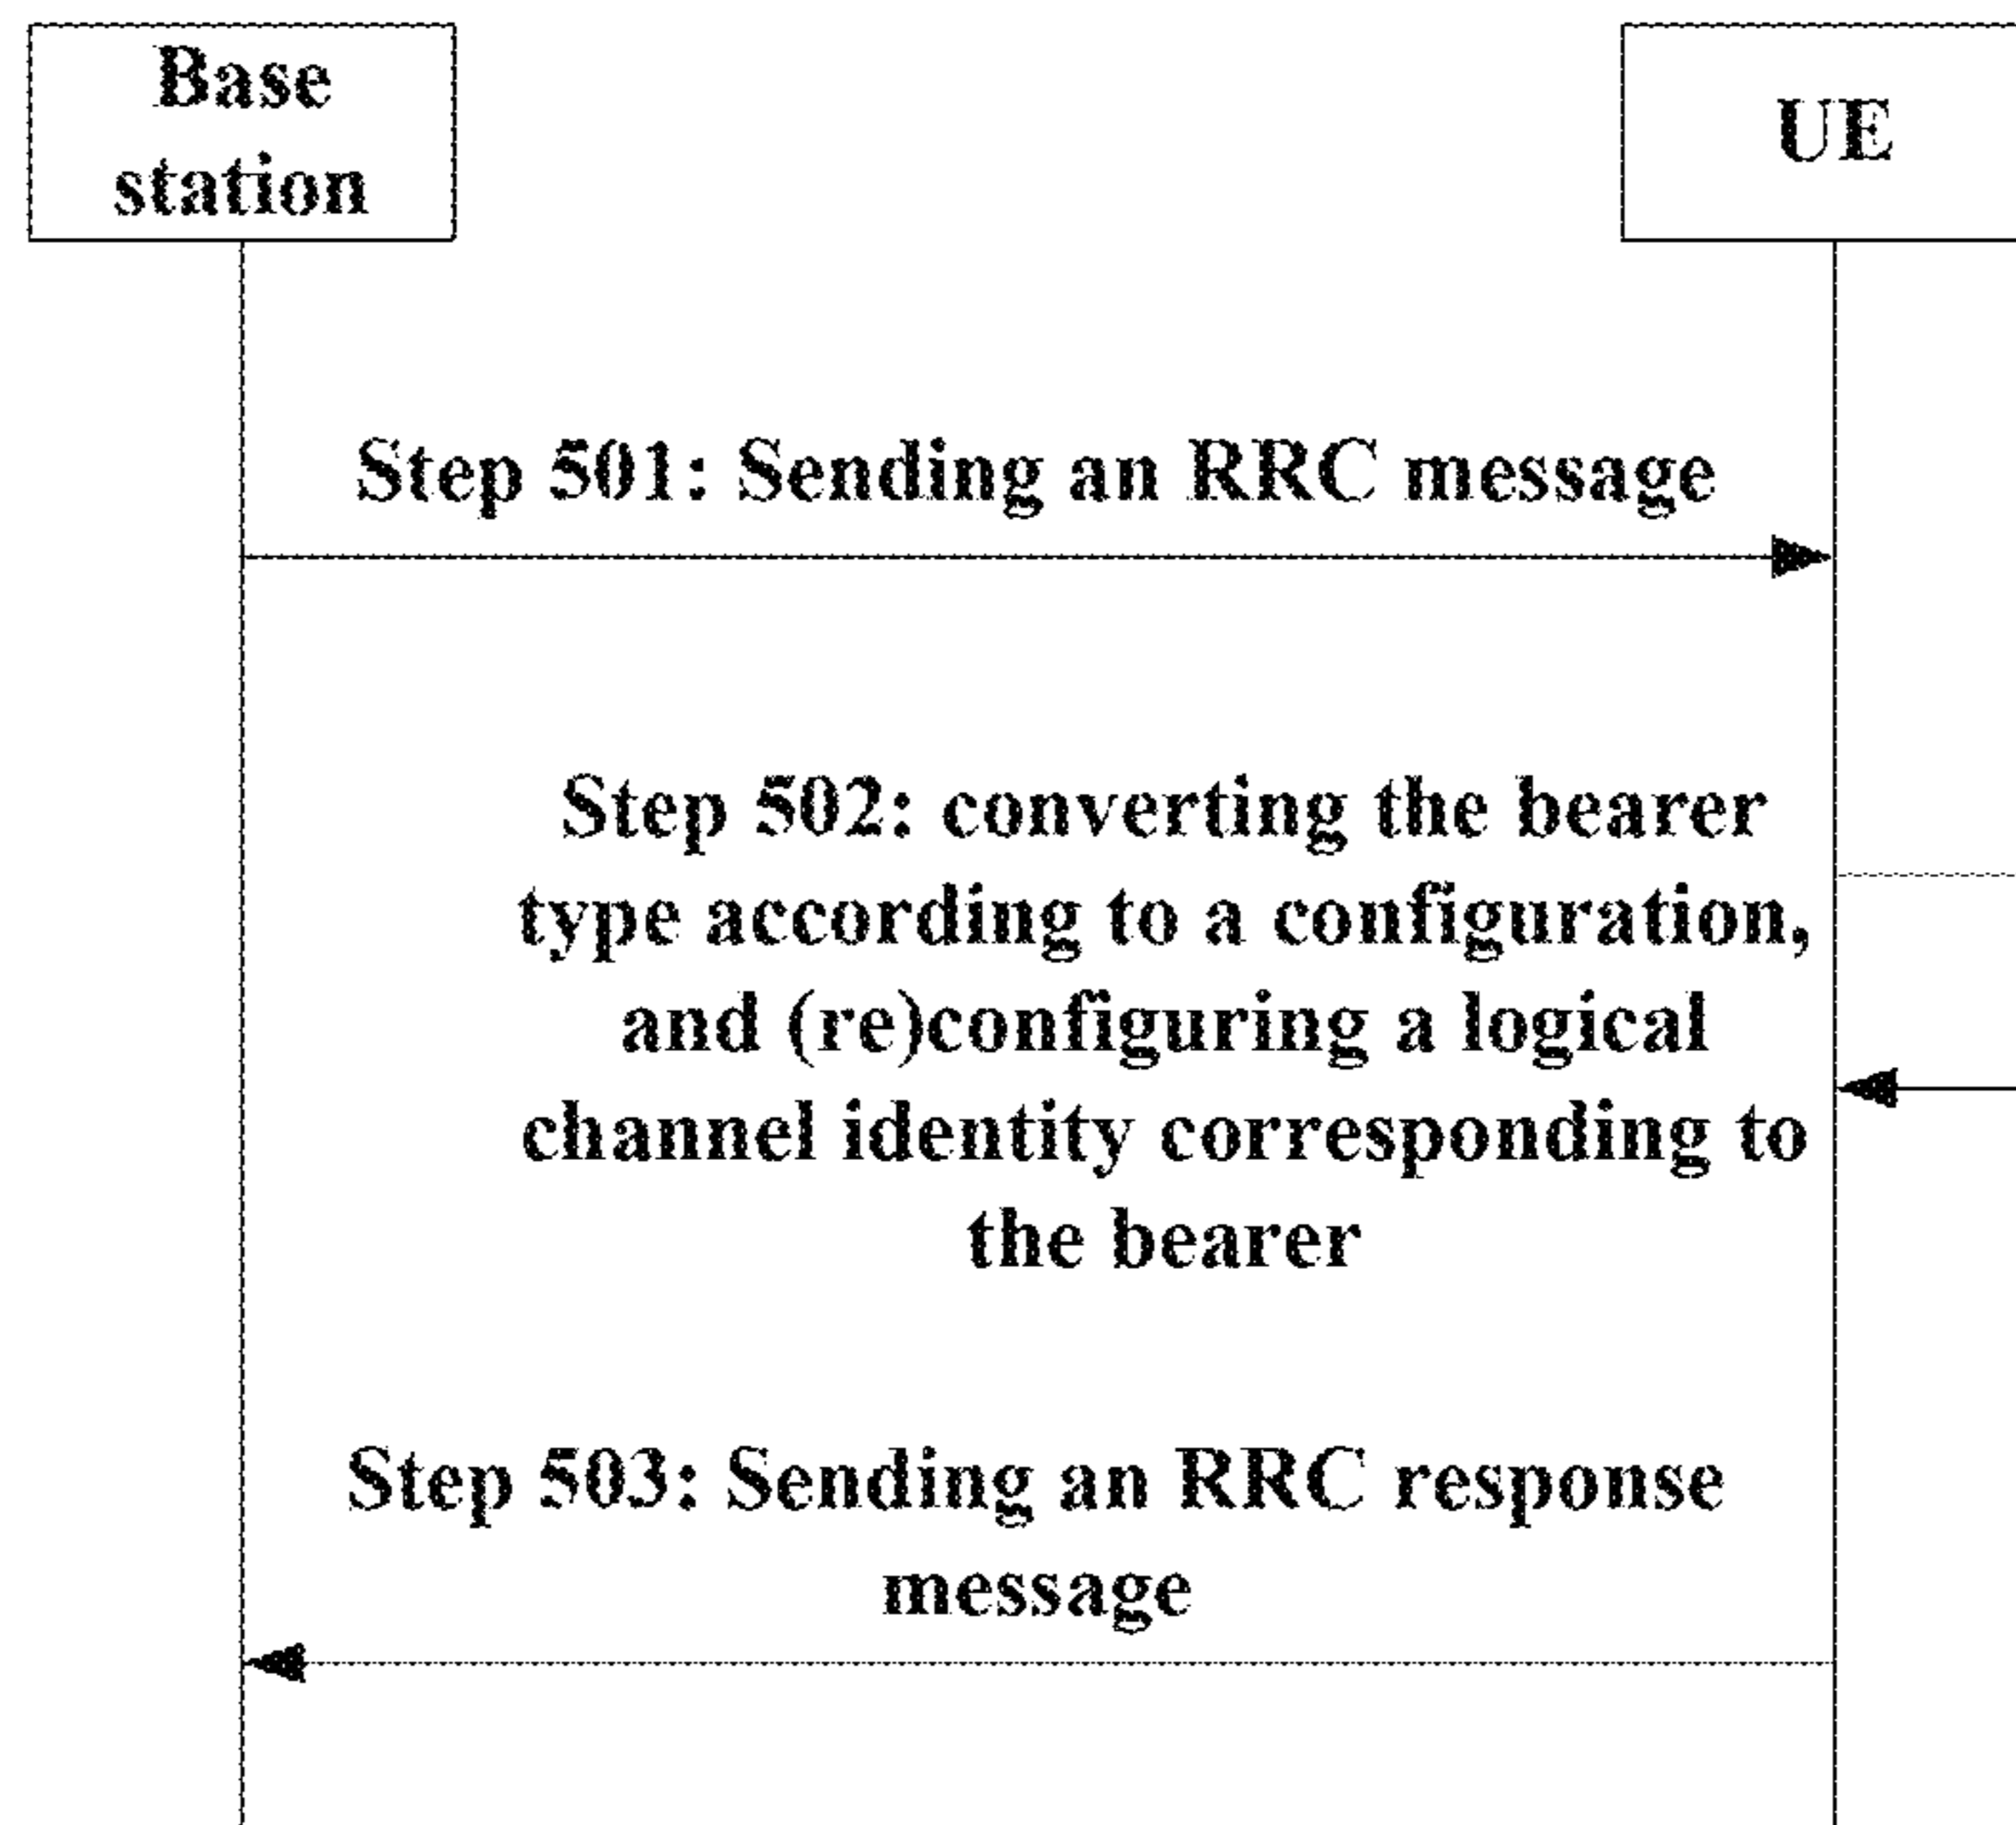 Base
station
UE
Step 501: Sending an RRC message
Step 502: converting the bearer
type according to a configuration,
and (re)configuring a logical
channel identity corresponding to
the bearer
Step 503: Sending an RRC response
message